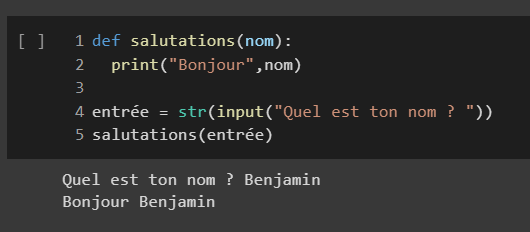 [ ] 1 def salutations(nom):
2   print("Bonjour",nom)
3
4 entrée = str(input("Quel est ton nom ? "))
5 salutations(entrée)
Quel est ton nom ? Benjamin
Bonjour Benjamin